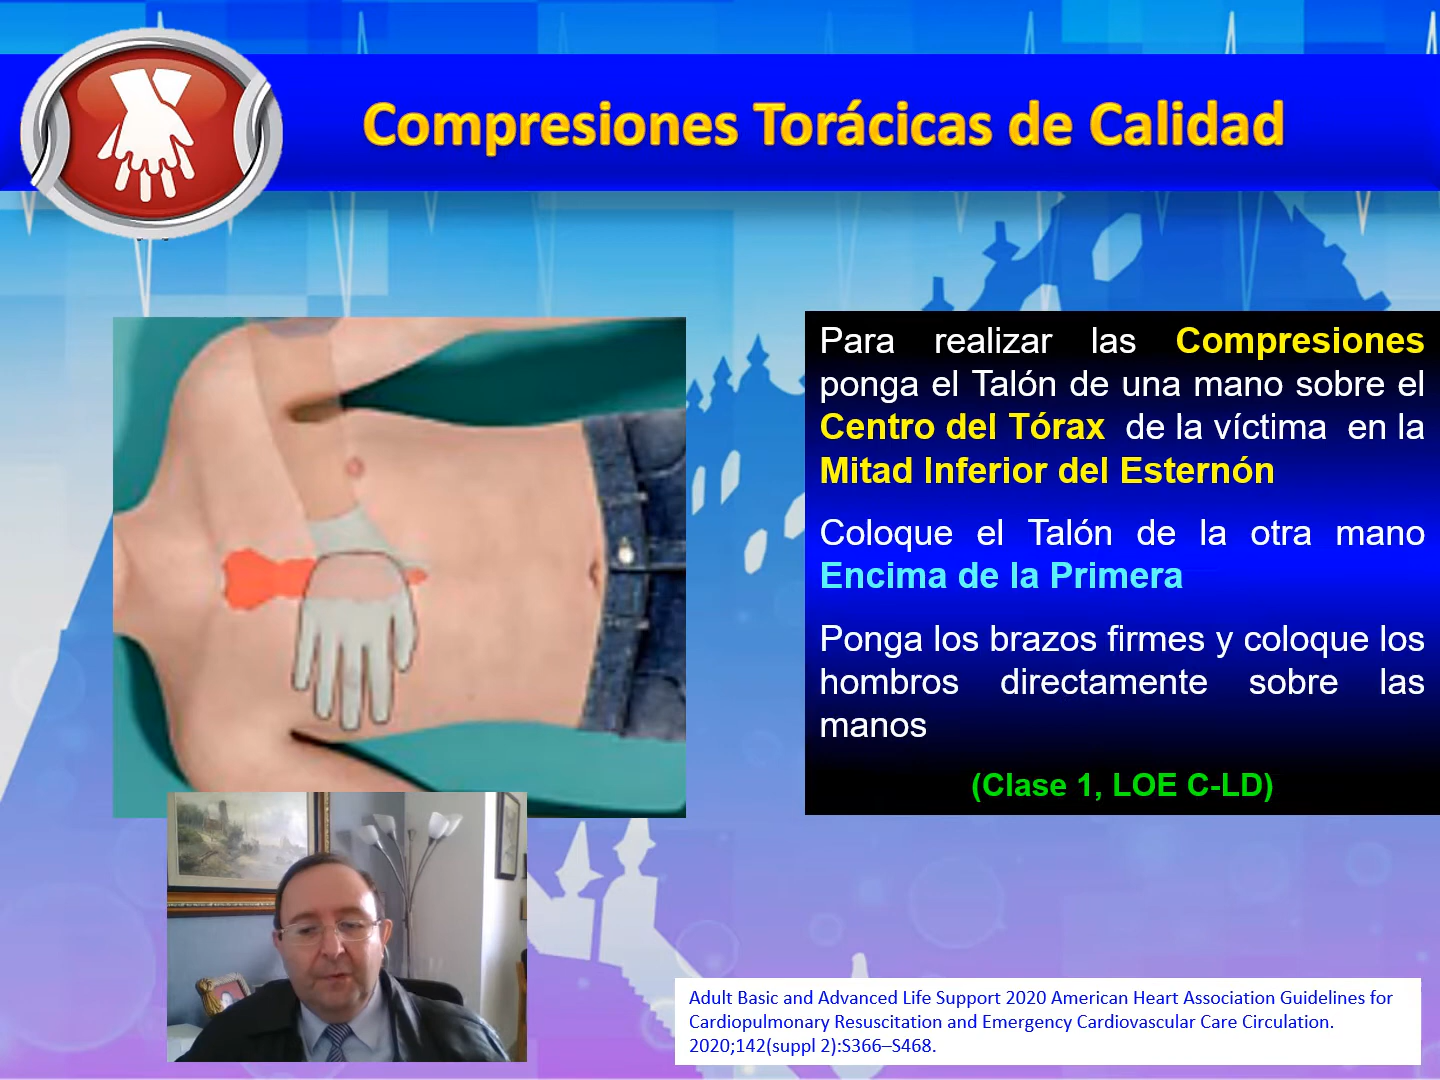 Compresiones Torácicas de Calidad
Para realizar las Compresiones
ponga el Talón de una mano sobre el
Centro del Tórax de la víctima en la
Mitad Inferior del Esternón
Coloque el Talón de la otra mano
Encima de la Primera
Ponga los brazos firmes y coloque los
hombros directamente sobre las
manos
(Clase 1, LOE C-LD)
Adult Basic and Advanced Life Support 2020 American Heart Association Guidelines for
Cardiopulmonary Resuscitation and Emergency Cardiovascular Care Circulation.
2020;142(suppl 2):S366–S468.